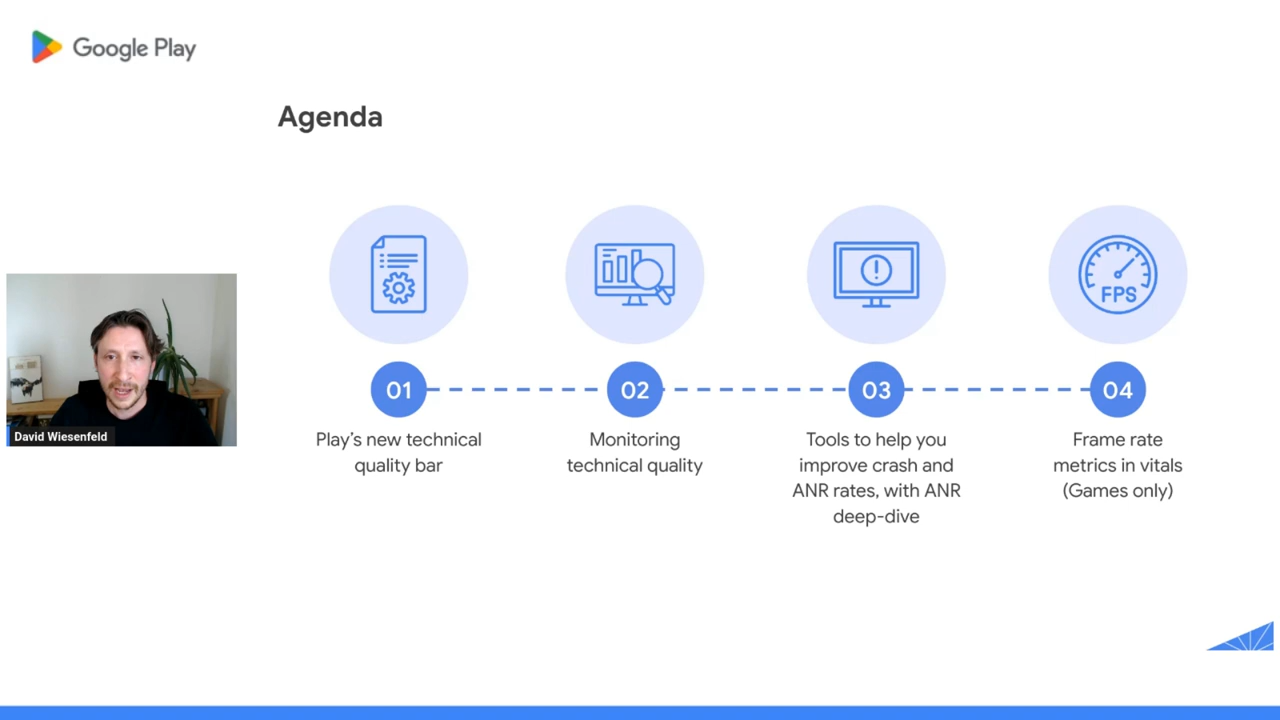 Google Play
Agenda
FPS
01
02
03
04
Play's new technical
quality bar
Monitoring
technical quality
Tools to help you
improve crash and
ANR rates, with ANR
deep-dive
Frame rate
metrics in vitals
(Games only)
David Wiesenfeld